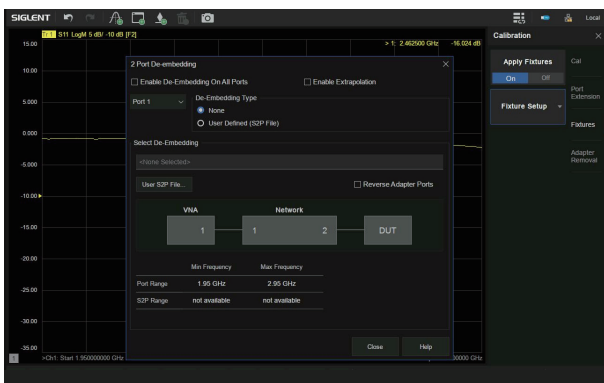 SIGLENT
Local
Tr 1 S11 LogM 5 dB/ -10 dB [F2]
> 1: 2.462500 GHz -16.024 dB
15.00
10.00
5.000
0.000
-5.000
-10.00
-15.00
-20.00
-25.00
-30.00
-35.00
1
>Ch1: Start 1.950000000 GHz
00000 GHz
2 Port De-embedding
Enable De-Embedding On All Ports
Enable Extrapolation
Port 1
De-Embedding Type
None
User Defined (S2P File)
Select De-Embedding
<None Selected>
User S2P File...
Reverse Adapter Ports
VNA Network
1 1 2 DUT
Min Frequency Max Frequency
Port Range 1.95 GHz 2.95 GHz
S2P Range not available not available
Close Help
Calibration
Apply Fixtures
On Off
Fixture Setup
Cal
Port
Extension
Fixtures
Adapter
Removal